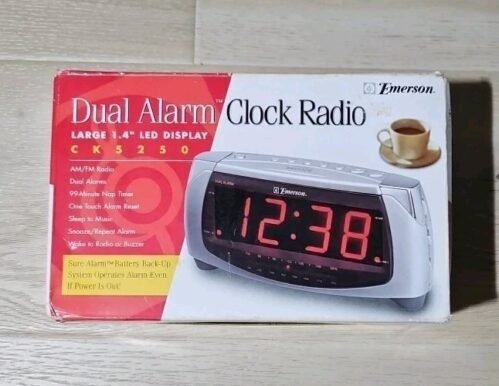 Emerson
Dual Alarm™ Clock Radio
LARGE 1.4" LED DISPLAY
CK5250
AM/FM Radio
Dual Alarms
99-Minute Nap Timer
One Touch Alarm Reset
Sleep to Music
Snooze/Repeat Alarm
Wake to Radio or Buzzer
Sure Alarm™ Battery Back-Up
System Operates Alarm Even
If Power Is Out!
DUAL ALARM
Emerson
12:38